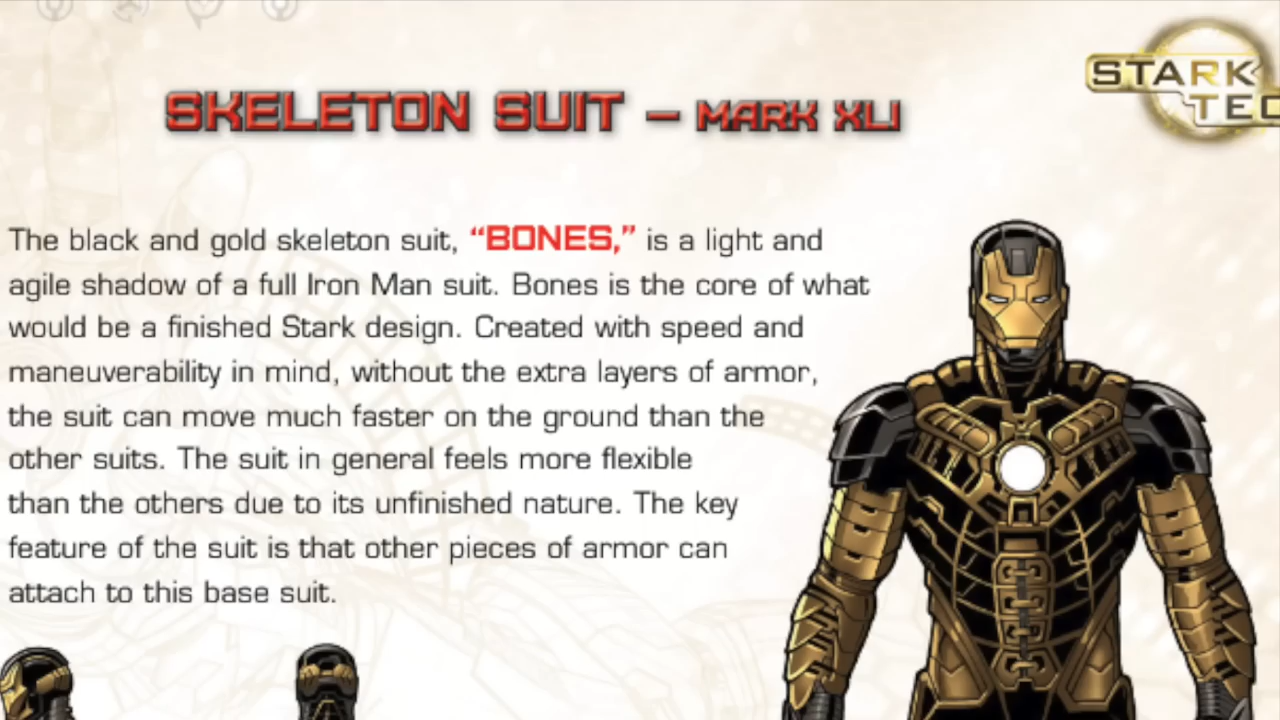 STARK
TEC
SKELETON SUIT – MARK XLI
The black and gold skeleton suit, “BONES,” is a light and
agile shadow of a full Iron Man suit. Bones is the core of what
would be a finished Stark design. Created with speed and
maneuverability in mind, without the extra layers of armor,
the suit can move much faster on the ground than the
other suits. The suit in general feels more flexible
than the others due to its unfinished nature. The key
feature of the suit is that other pieces of armor can
attach to this base suit.